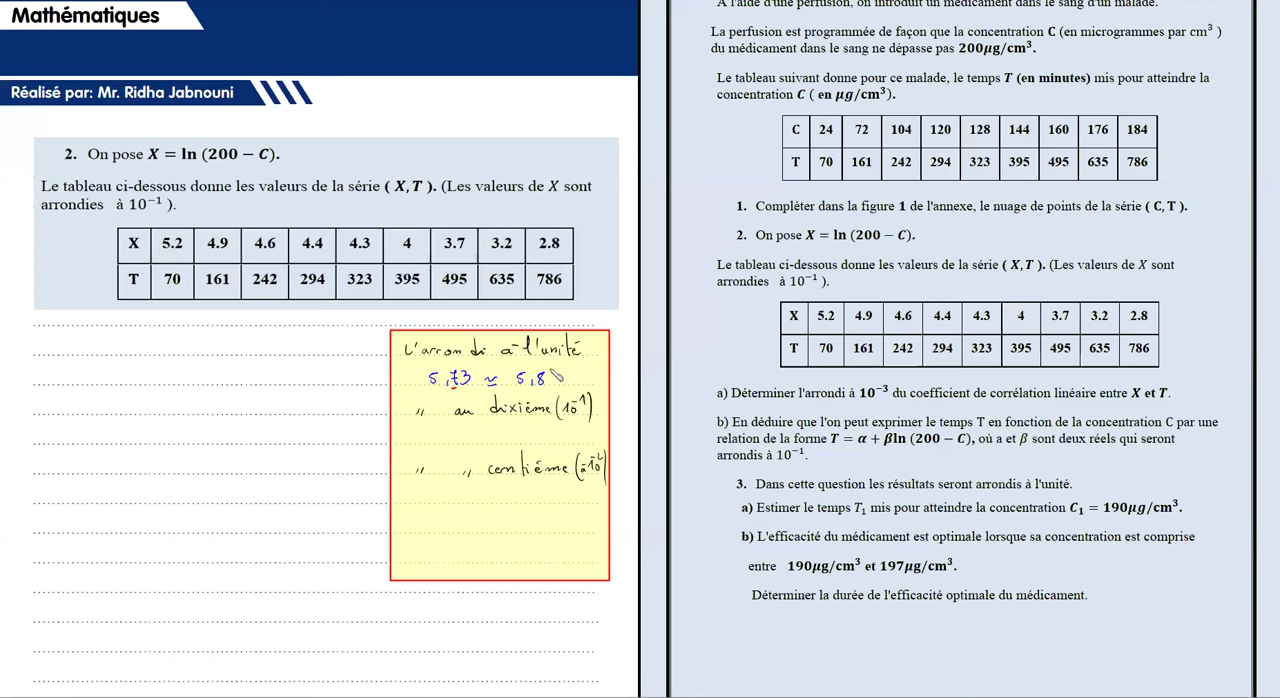 Mathématiques
Réalisé par: Mr. Ridha Jabnouni
2. On pose X = ln (200 − C).
Le tableau ci-dessous donne les valeurs de la série ( X, T ). (Les valeurs de X sont
arrondies à 10⁻¹ ).
X 5.2 4.9 4.6 4.4 4.3 4 3.7 3.2 2.8
T 70 161 242 294 323 395 495 635 786
L'arrondi à l'unité
5,73 ≃ 5,8
" au dixième (10⁻¹)
" " centième (à 10⁻²)
A l'aide d'une perfusion, on introduit un médicament dans le sang d'un malade.
La perfusion est programmée de façon que la concentration C (en microgrammes par cm³ )
du médicament dans le sang ne dépasse pas 200μg/cm³.
Le tableau suivant donne pour ce malade, le temps T (en minutes) mis pour atteindre la
concentration C ( en μg/cm³).
C 24 72 104 120 128 144 160 176 184
T 70 161 242 294 323 395 495 635 786
1. Compléter dans la figure 1 de l'annexe, le nuage de points de la série ( C, T ).
2. On pose X = ln (200 − C).
Le tableau ci-dessous donne les valeurs de la série ( X, T ). (Les valeurs de X sont
arrondies à 10⁻¹ ).
X 5.2 4.9 4.6 4.4 4.3 4 3.7 3.2 2.8
T 70 161 242 294 323 395 495 635 786
a) Déterminer l'arrondi à 10⁻³ du coefficient de corrélation linéaire entre X et T.
b) En déduire que l'on peut exprimer le temps T en fonction de la concentration C par une
relation de la forme T = α + βln (200 − C), où a et β sont deux réels qui seront
arrondis à 10⁻¹.
3. Dans cette question les résultats seront arrondis à l'unité.
a) Estimer le temps T₁ mis pour atteindre la concentration C₁ = 190μg/cm³.
b) L'efficacité du médicament est optimale lorsque sa concentration est comprise
entre 190μg/cm³ et 197μg/cm³.
Déterminer la durée de l'efficacité optimale du médicament.